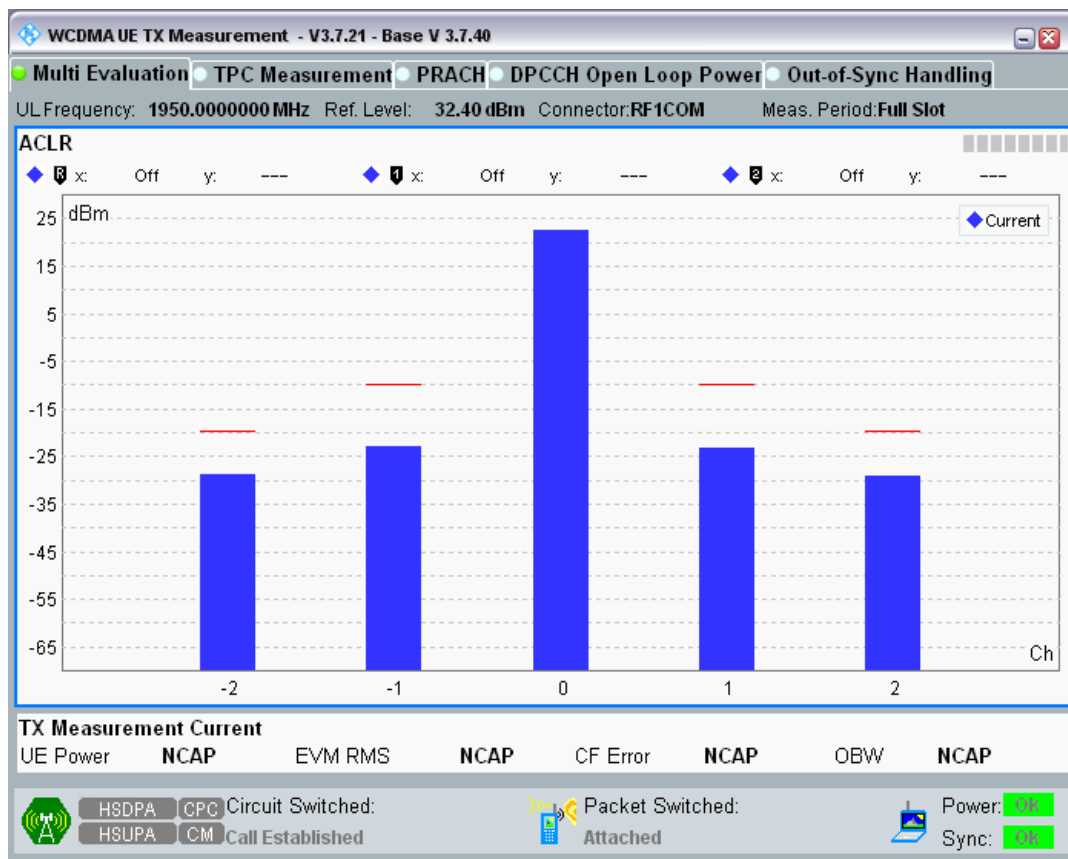 WCDMA UE TX Measurement - V3.7.21 - Base V 3.7.40
Multi Evaluation TPC Measurement PRACH DPCCH Open Loop Power Out-of-Sync Handling
UL Frequency: 1950.0000000 MHz Ref. Level: 32.40 dBm Connector:RF1COM Meas. Period:Full Slot
ACLR
R x: Off y: --- 1 x: Off y: --- 2 x: Off y: ---
dBm
Current
25
15
5
-5
-15
-25
-35
-45
-55
-65
Ch
-2 -1 0 1 2
TX Measurement Current
UE Power NCAP EVM RMS NCAP CF Error NCAP OBW NCAP
HSDPA CPC Circuit Switched: Packet Switched: Power: OK
HSUPA CM Call Established Attached Sync: OK